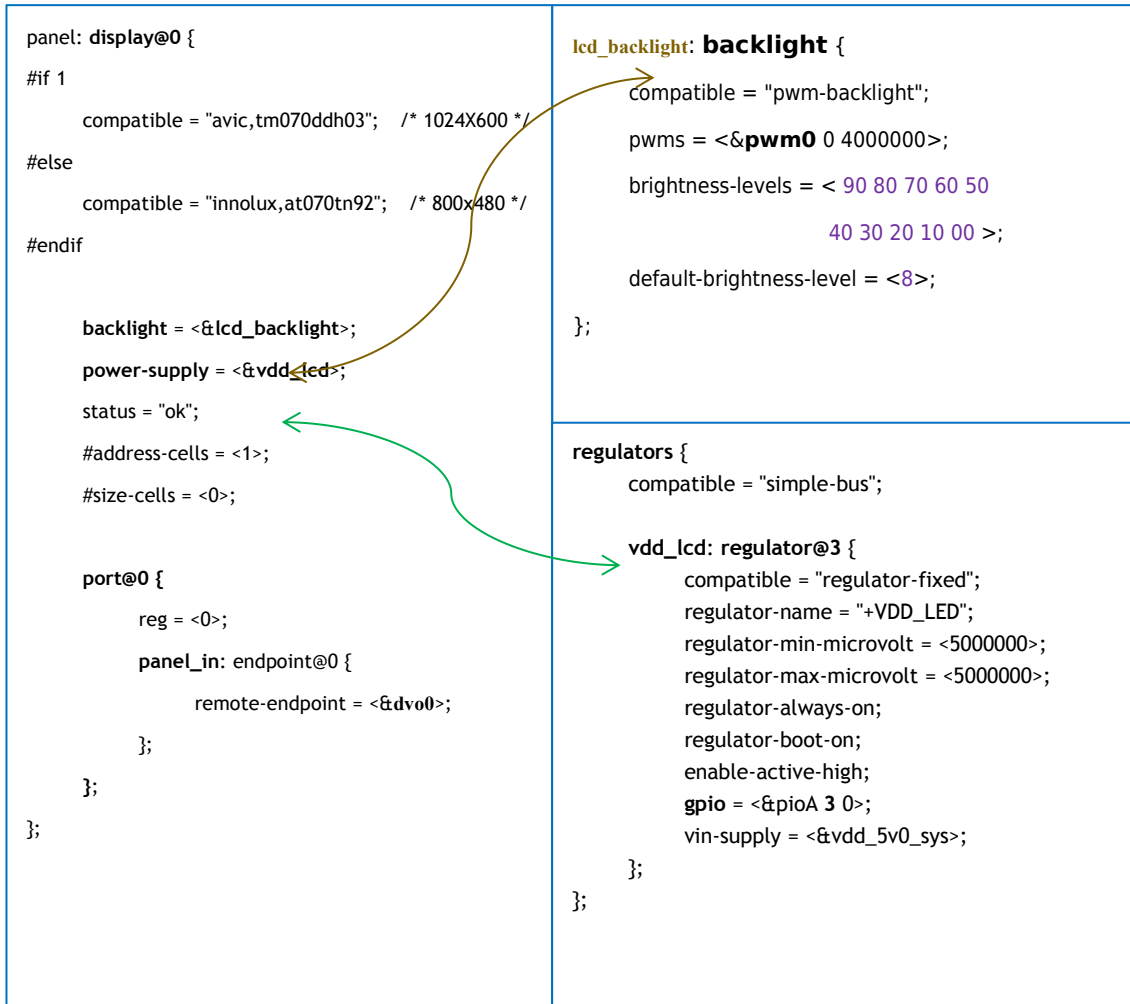 panel: display@0 {
#if 1
compatible = "avic,tm070ddh03"; /* 1024X600 */
#else
compatible = "innolux,at070tn92"; /* 800x480 */
#endif
backlight = <&lcd_backlight>;
power-supply = <&vdd_lcd>;
status = "ok";
#address-cells = <1>;
#size-cells = <0>;
port@0 {
reg = <0>;
panel_in: endpoint@0 {
remote-endpoint = <&dvo0>;
};
};
};
lcd_backlight: backlight {
compatible = "pwm-backlight";
pwms = <&pwm0 0 4000000>;
brightness-levels = < 90 80 70 60 50
40 30 20 10 00 >;
default-brightness-level = <8>;
};
regulators {
compatible = "simple-bus";
vdd_lcd: regulator@3 {
compatible = "regulator-fixed";
regulator-name = "+VDD_LED";
regulator-min-microvolt = <5000000>;
regulator-max-microvolt = <5000000>;
regulator-always-on;
regulator-boot-on;
enable-active-high;
gpio = <&pioA 3 0>;
vin-supply = <&vdd_5v0_sys>;
};
};